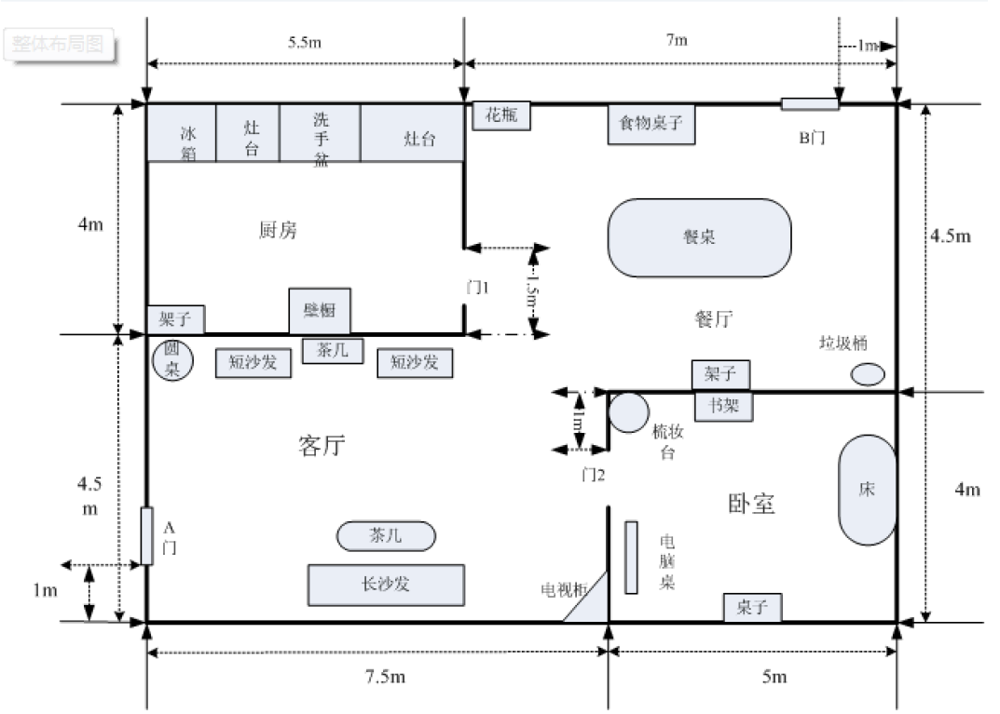 整体布局图
5.5m
7m
1m
冰
箱
灶
台
洗
手
盆
灶台
花瓶
食物桌子
B门
4m
厨房
餐桌
4.5m
门1
1.5m
架子
壁橱
餐厅
圆
桌
短沙发
茶几
短沙发
垃圾桶
架子
书架
1m
梳妆
台
客厅
门2
4.5
m
A
门
卧室
床
4m
茶几
电
脑
桌
1m
长沙发
电视柜
桌子
7.5m
5m